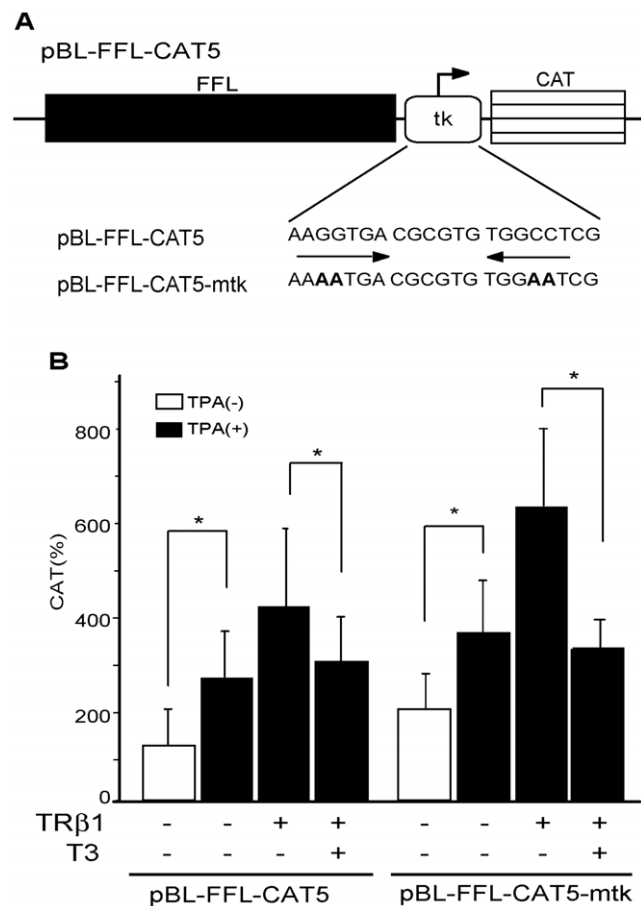 A
pBL-FFL-CAT5
FFL
tk
CAT
pBL-FFL-CAT5 AAGGTGA CGCGTG TGGCCTCG
pBL-FFL-CAT5-mtk AAAATGA CGCGTG TGGAATCG
B
TPA(-)
TPA(+)
CAT(%)
800
600
400
200
0
* * * *
TRβ1 - - + + - - + +
T3 - - - + - - - +
pBL-FFL-CAT5 pBL-FFL-CAT5-mtk